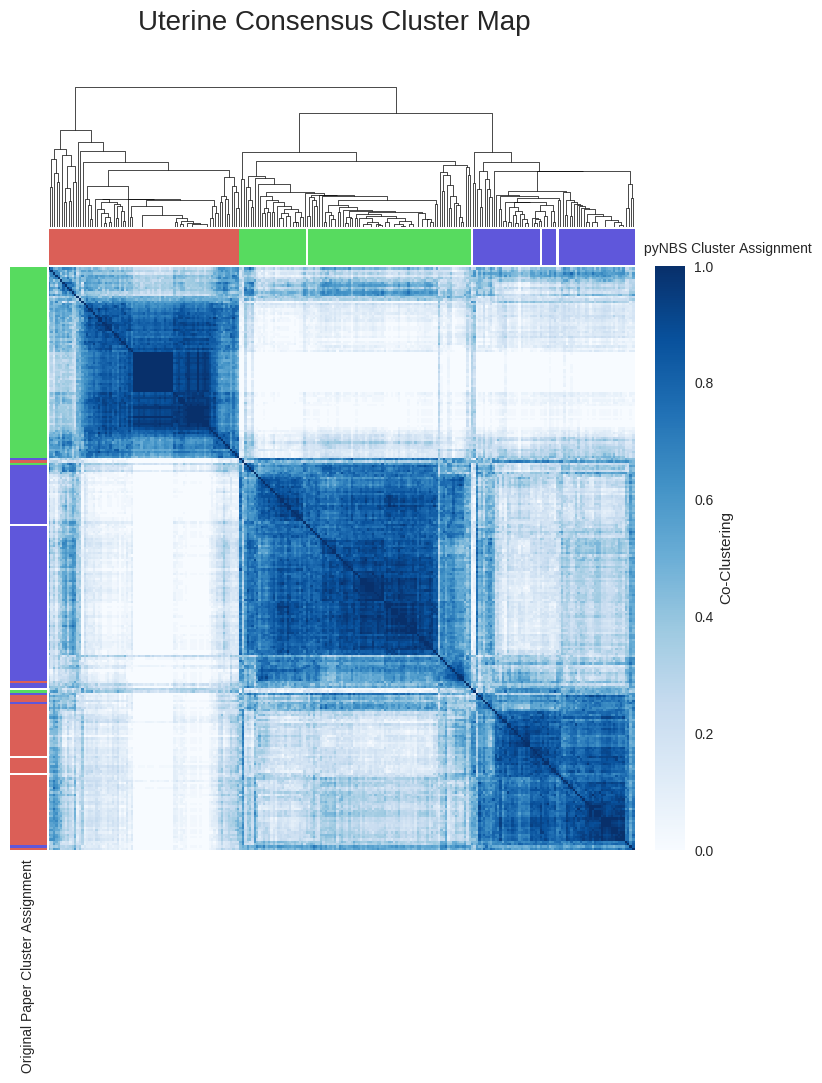 Uterine Consensus Cluster Map
pyNBS Cluster Assignment
1.0
0.8
0.6
0.4
0.2
0.0
Co-Clustering
Original Paper Cluster Assignment